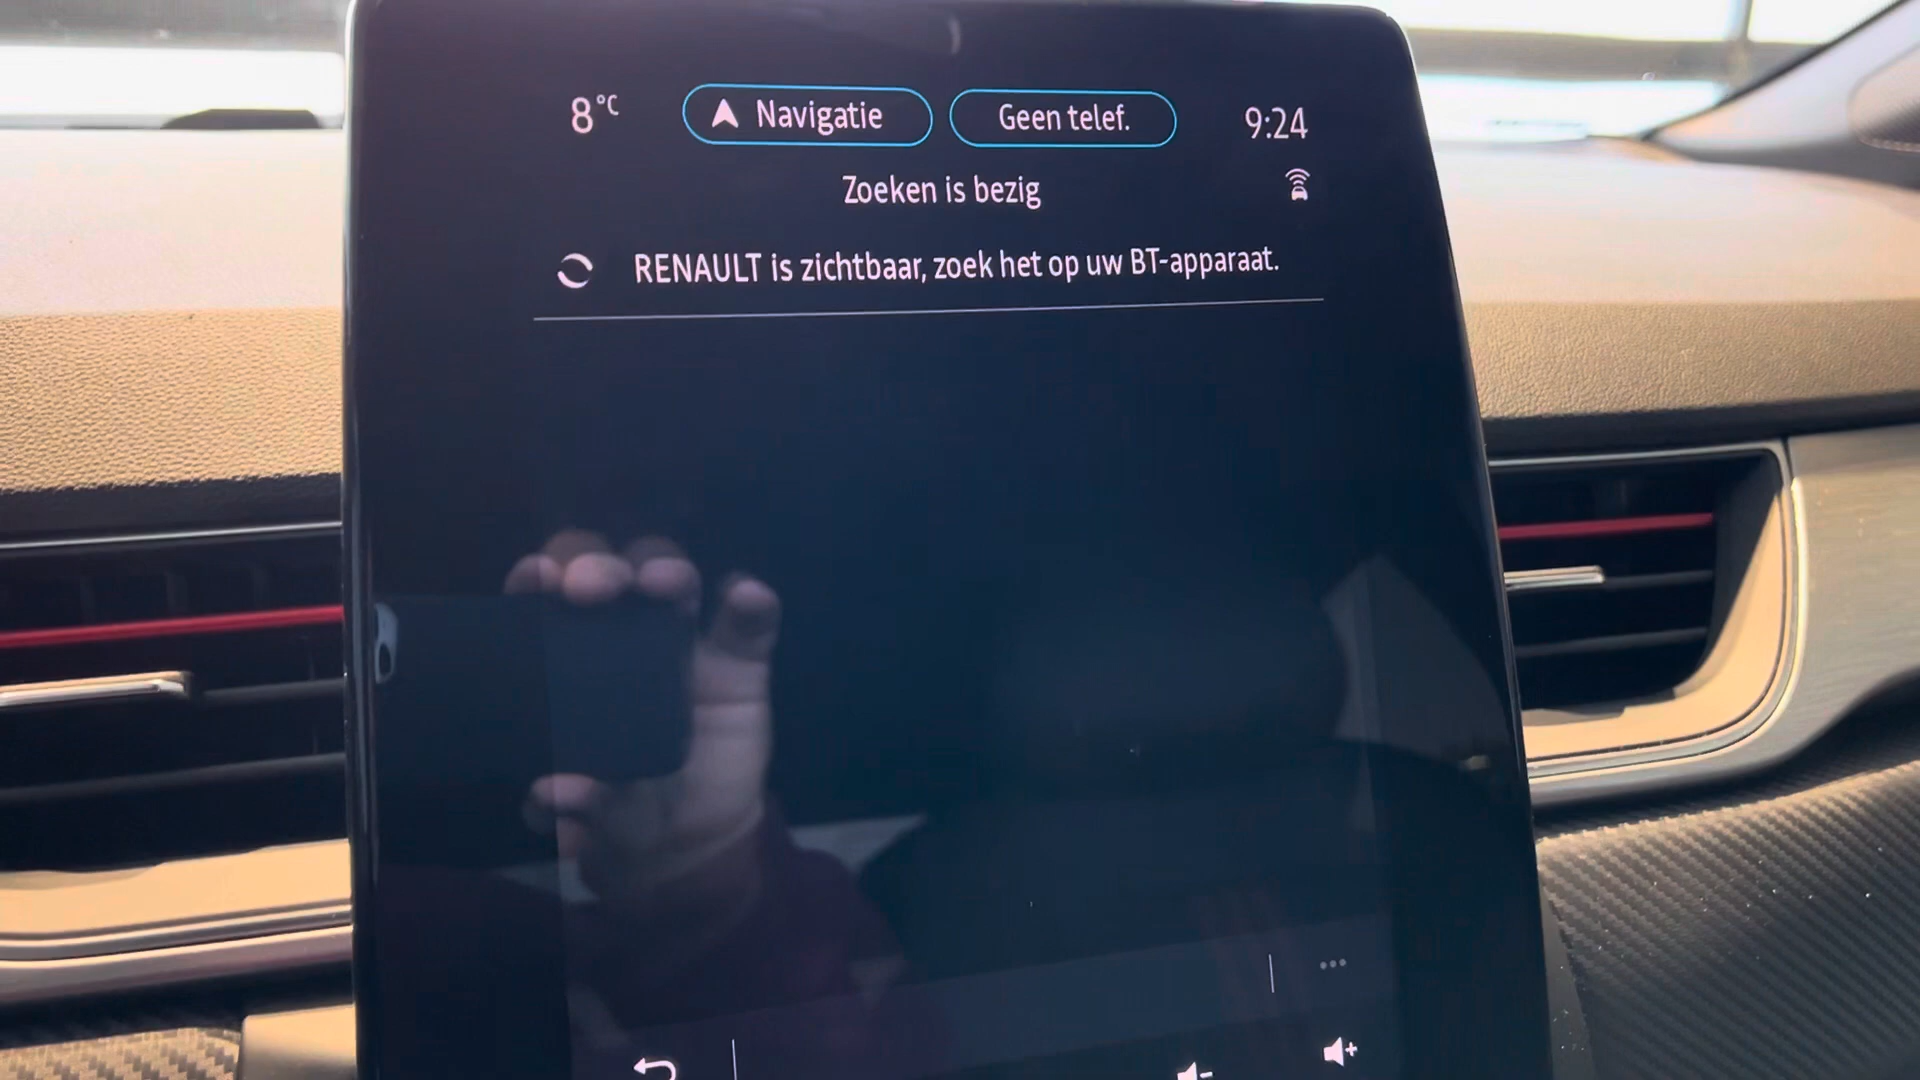 8°C
Navigatie
Geen telef.
9:24
Zoeken is bezig
RENAULT is zichtbaar, zoek het op uw BT-apparaat.